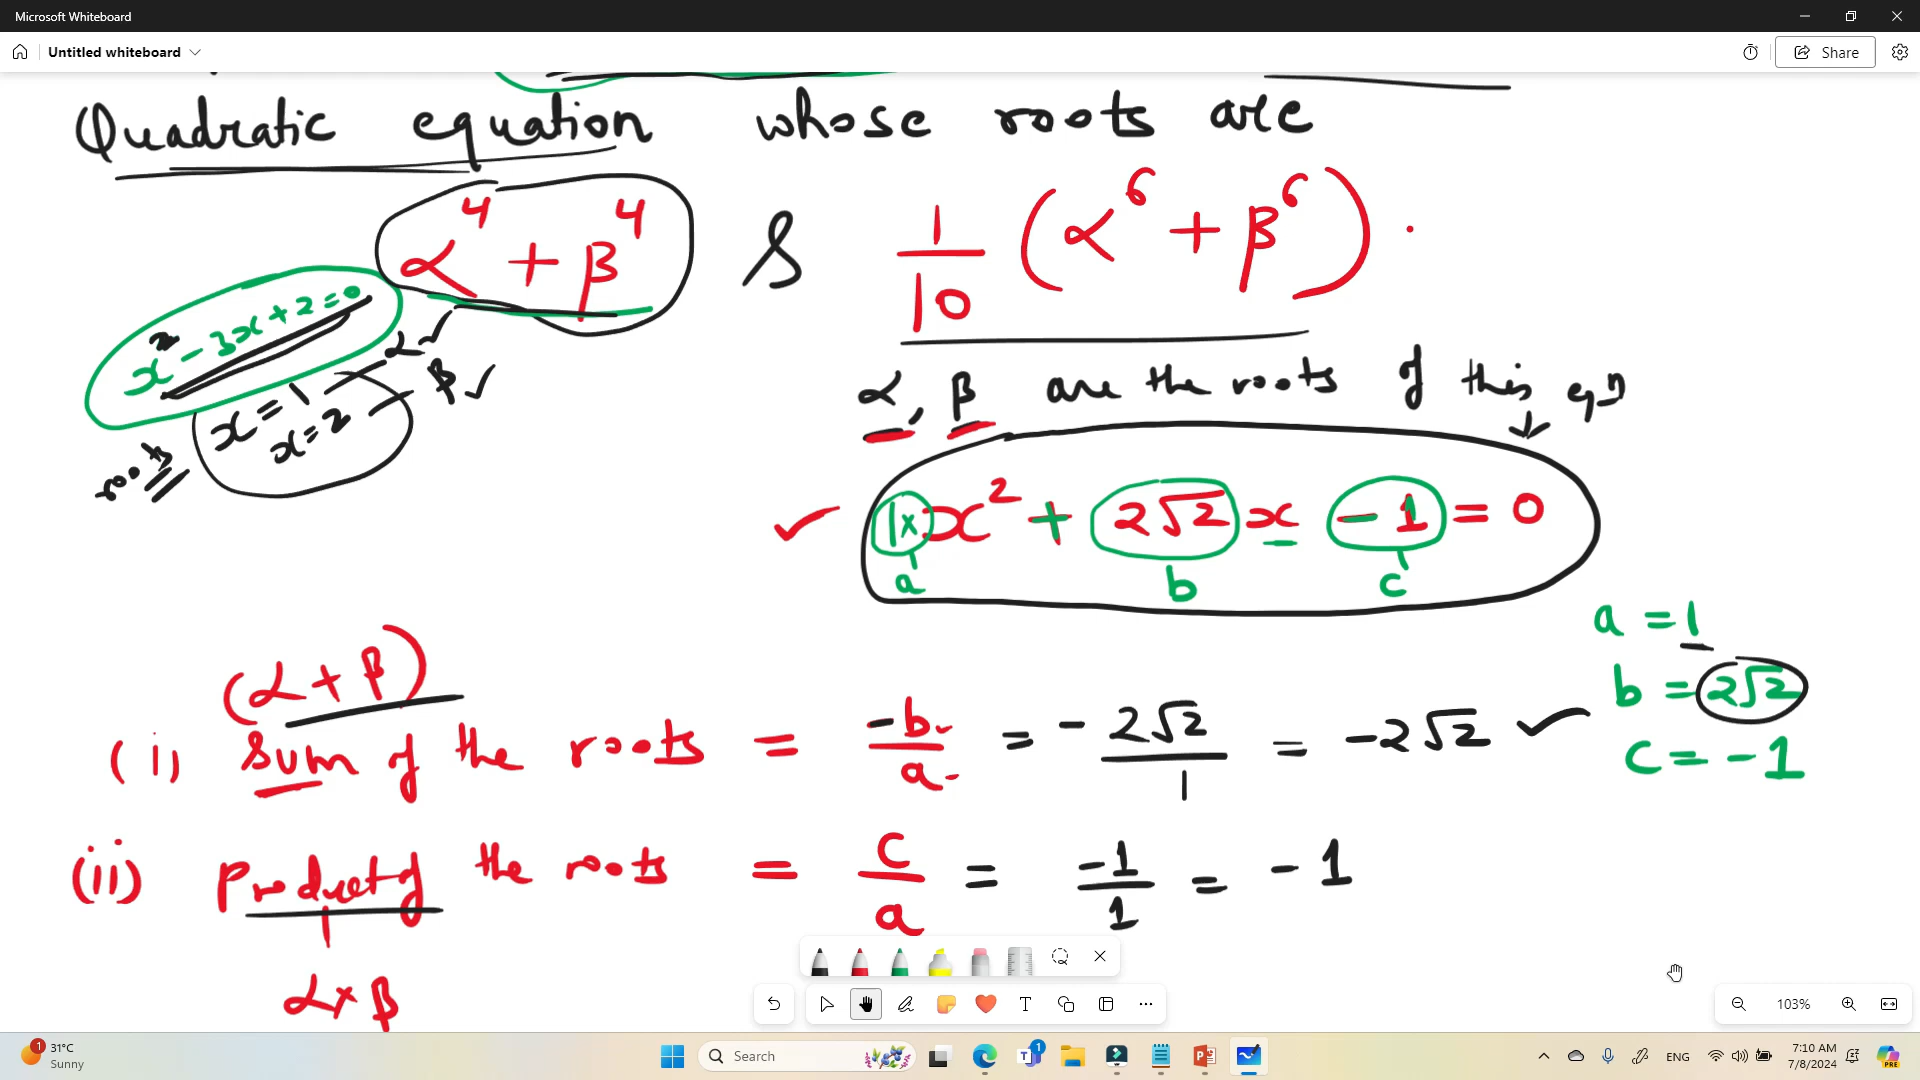 Microsoft Whiteboard
Untitled whiteboard
Share
Quadratic equation whose roots are
α⁴ + β⁴ & 1/10 (α⁶ + β⁶) .
x² - 3x + 2 = 0
x = 1 α ✓
x = 2 β ✓
roots
α, β are the roots of this eqn
✓ 1x x² + 2√2 x - 1 = 0
a b c
a = 1
b = 2√2
c = -1
(α + β)
(i) Sum of the roots = -b/a = - 2√2/1 = -2√2 ✓
(ii) Product of the roots = c/a = -1/1 = -1
α × β
103%
1
31°C
Sunny
Search
1
ENG
7:10 AM
7/8/2024
PRE